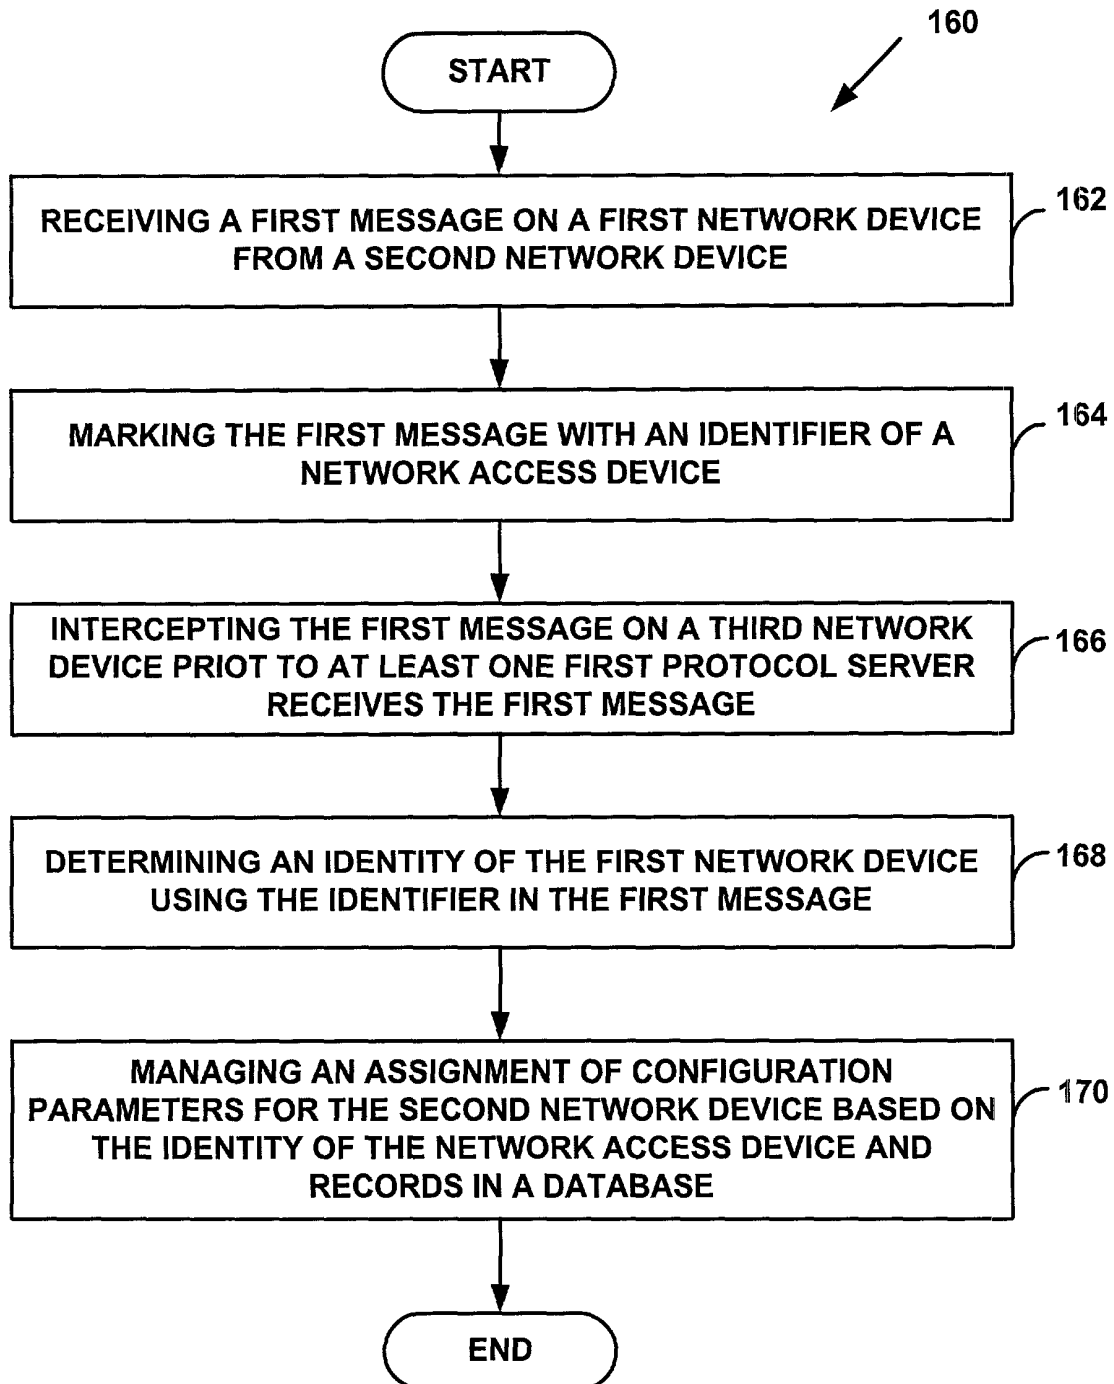 160
START
RECEIVING A FIRST MESSAGE ON A FIRST NETWORK DEVICE
FROM A SECOND NETWORK DEVICE
162
MARKING THE FIRST MESSAGE WITH AN IDENTIFIER OF A
NETWORK ACCESS DEVICE
164
INTERCEPTING THE FIRST MESSAGE ON A THIRD NETWORK
DEVICE PRIOT TO AT LEAST ONE FIRST PROTOCOL SERVER
RECEIVES THE FIRST MESSAGE
166
DETERMINING AN IDENTITY OF THE FIRST NETWORK DEVICE
USING THE IDENTIFIER IN THE FIRST MESSAGE
168
MANAGING AN ASSIGNMENT OF CONFIGURATION
PARAMETERS FOR THE SECOND NETWORK DEVICE BASED ON
THE IDENTITY OF THE NETWORK ACCESS DEVICE AND
RECORDS IN A DATABASE
170
END